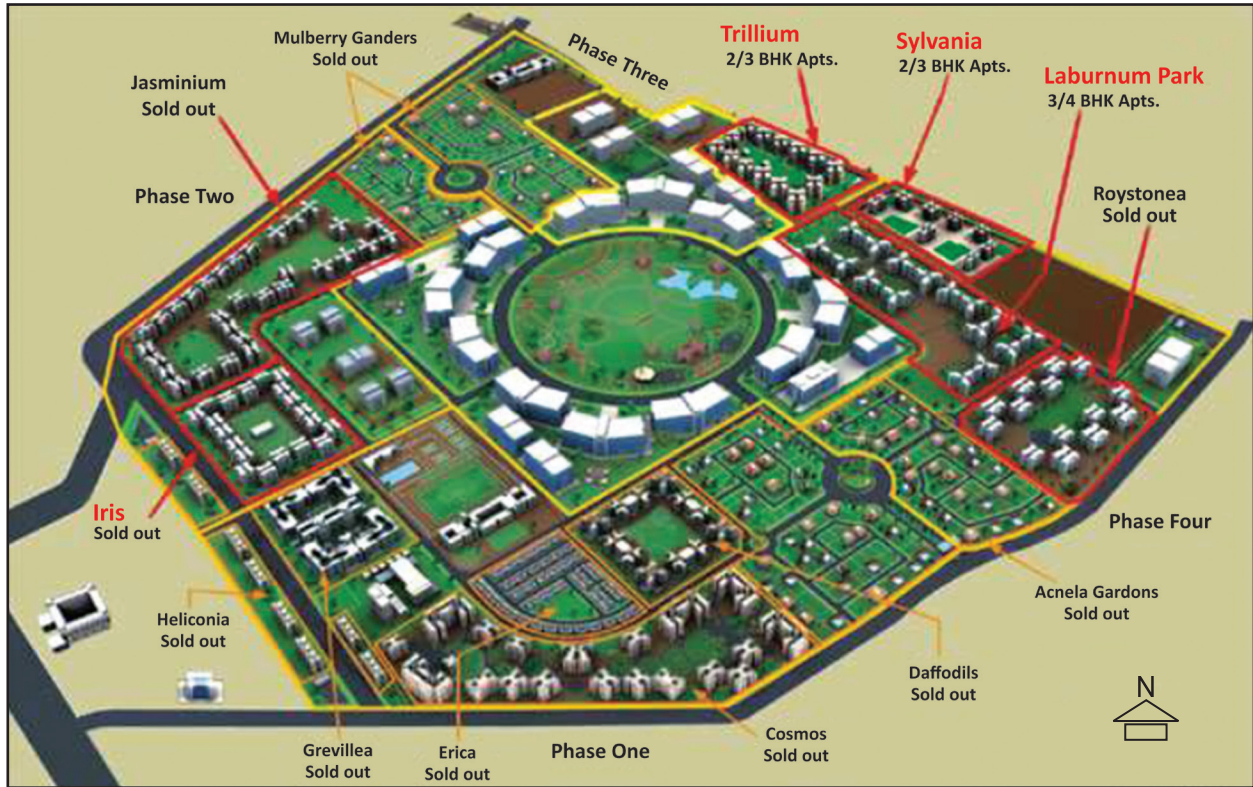 Mulberry Ganders
Sold out
Phase Three
Trillium
2/3 BHK Apts.
Sylvania
2/3 BHK Apts.
Laburnum Park
3/4 BHK Apts.
Jasminium
Sold out
Phase Two
Roystonea
Sold out
Iris
Sold out
Phase Four
Heliconia
Sold out
Acnela Gardons
Sold out
Daffodils
Sold out
N
Grevillea
Sold out
Erica
Sold out
Phase One
Cosmos
Sold out